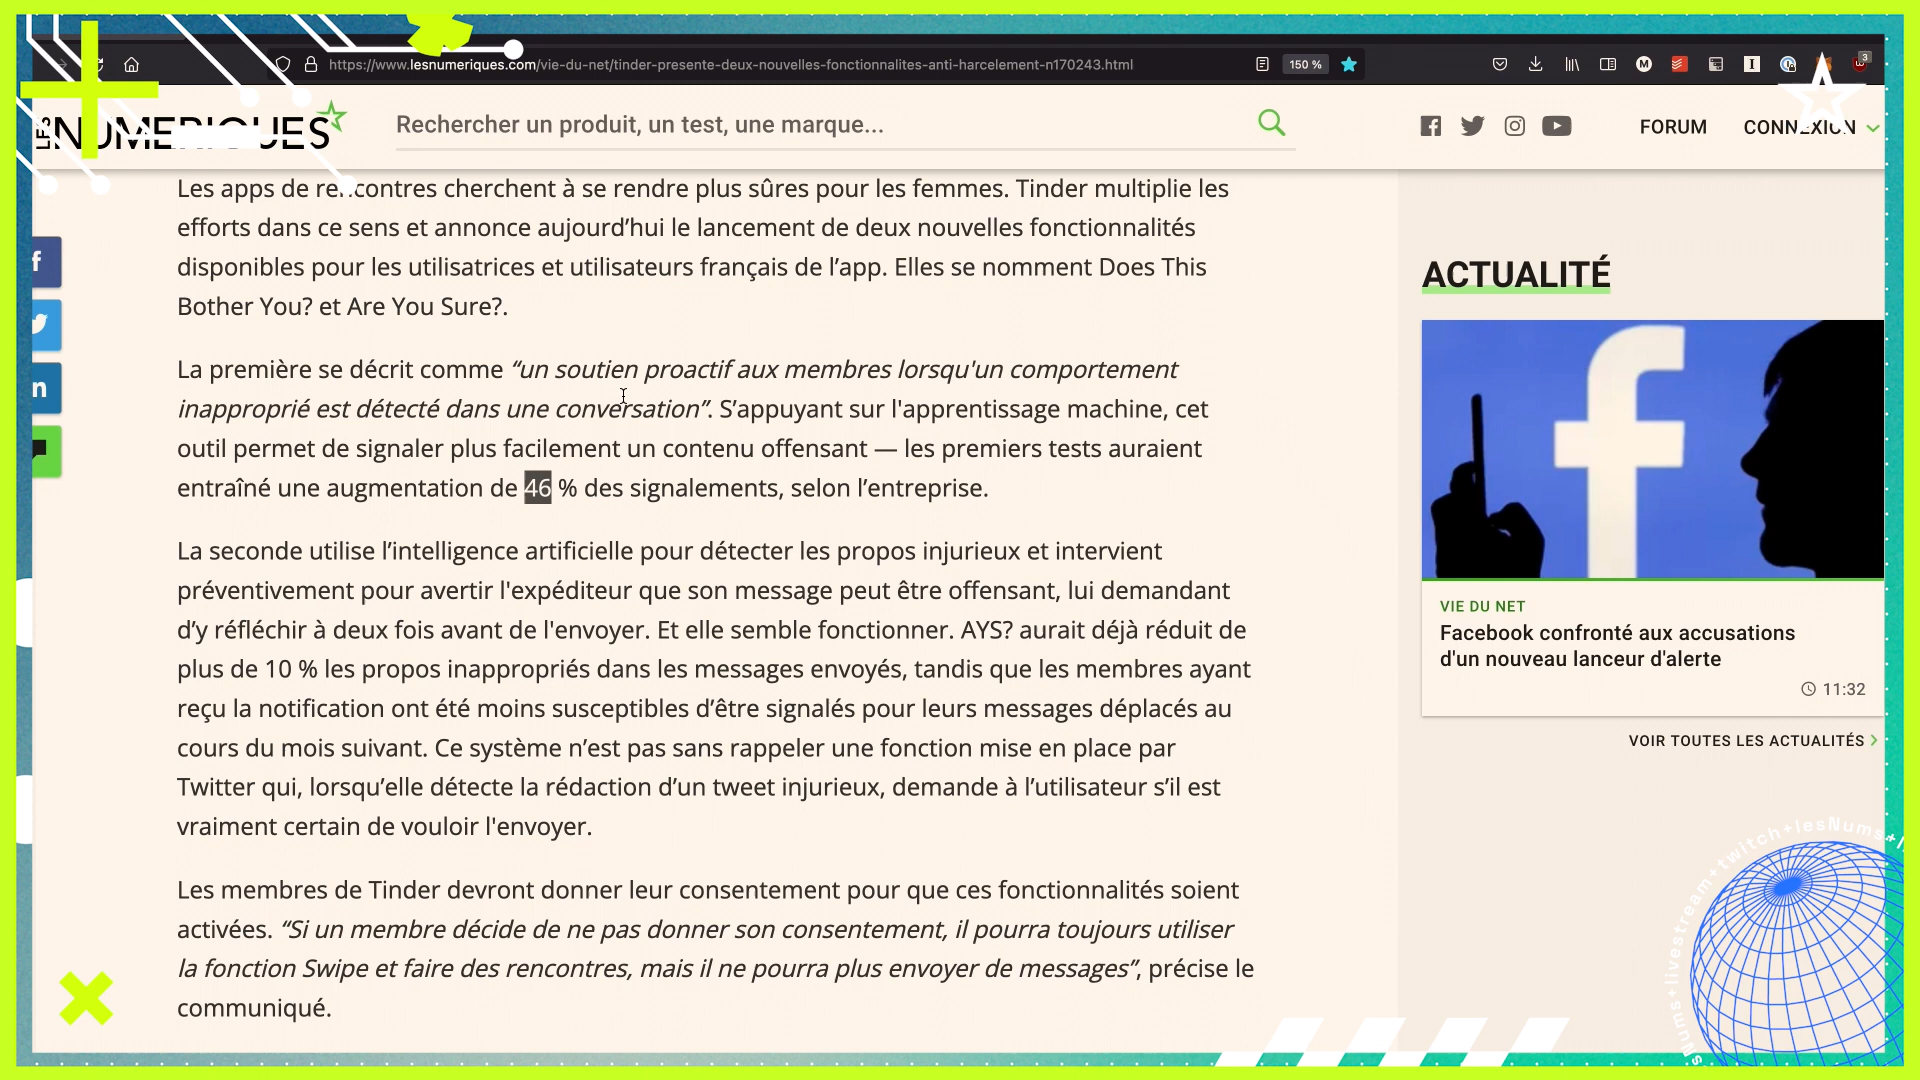 https://www.lesnumeriques.com/vie-du-net/tinder-presente-deux-nouvelles-fonctionnalites-anti-harcelement-n170243.html
150 %
3
LES NUMERIQUES
Rechercher un produit, un test, une marque...
FORUM
CONNEXION
Les apps de rencontres cherchent à se rendre plus sûres pour les femmes. Tinder multiplie les
efforts dans ce sens et annonce aujourd’hui le lancement de deux nouvelles fonctionnalités
disponibles pour les utilisatrices et utilisateurs français de l’app. Elles se nomment Does This
Bother You? et Are You Sure?.
La première se décrit comme “un soutien proactif aux membres lorsqu'un comportement
inapproprié est détecté dans une conversation”. S’appuyant sur l'apprentissage machine, cet
outil permet de signaler plus facilement un contenu offensant — les premiers tests auraient
entraîné une augmentation de 46 % des signalements, selon l’entreprise.
La seconde utilise l’intelligence artificielle pour détecter les propos injurieux et intervient
préventivement pour avertir l'expéditeur que son message peut être offensant, lui demandant
d’y réfléchir à deux fois avant de l'envoyer. Et elle semble fonctionner. AYS? aurait déjà réduit de
plus de 10 % les propos inappropriés dans les messages envoyés, tandis que les membres ayant
reçu la notification ont été moins susceptibles d’être signalés pour leurs messages déplacés au
cours du mois suivant. Ce système n’est pas sans rappeler une fonction mise en place par
Twitter qui, lorsqu’elle détecte la rédaction d’un tweet injurieux, demande à l’utilisateur s’il est
vraiment certain de vouloir l'envoyer.
Les membres de Tinder devront donner leur consentement pour que ces fonctionnalités soient
activées. “Si un membre décide de ne pas donner son consentement, il pourra toujours utiliser
la fonction Swipe et faire des rencontres, mais il ne pourra plus envoyer de messages”, précise le
communiqué.
ACTUALITÉ
VIE DU NET
Facebook confronté aux accusations
d'un nouveau lanceur d'alerte
11:32
VOIR TOUTES LES ACTUALITÉS
sNums+livestream+twitch+lesNums+l